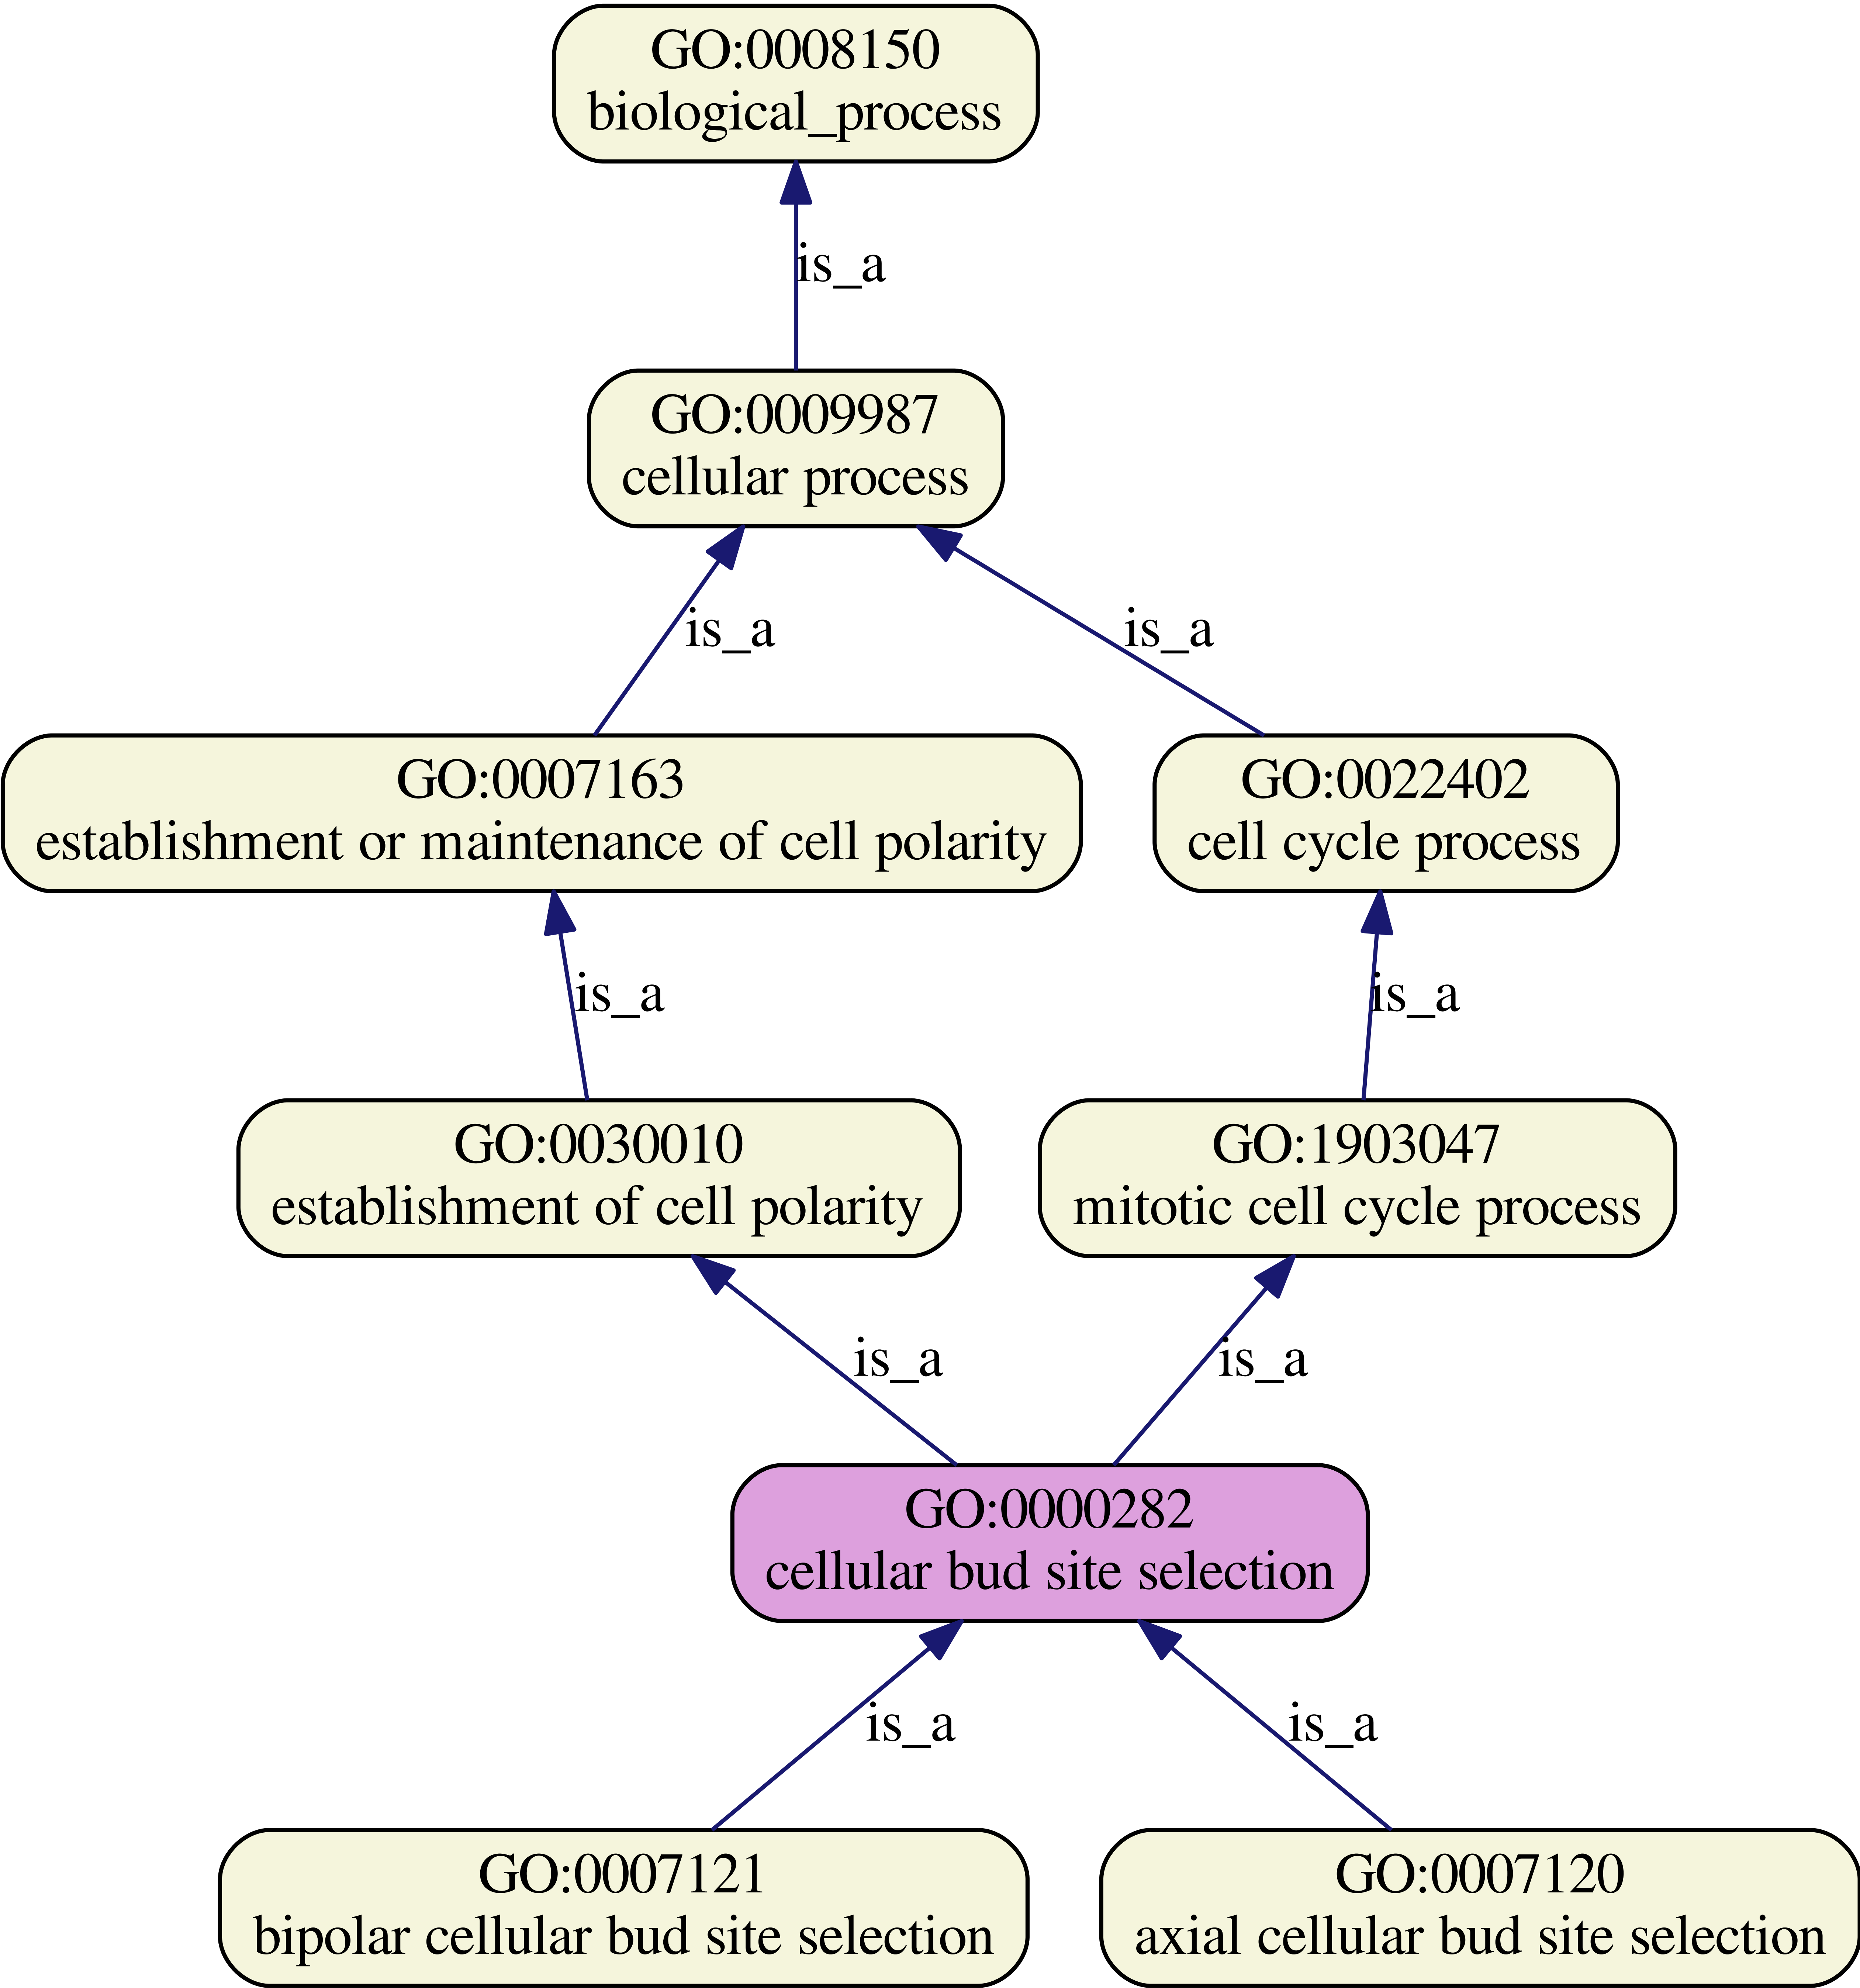 GO:0008150
biological_process
is_a
GO:0009987
cellular process
is_a
is_a
GO:0007163
establishment or maintenance of cell polarity
GO:0022402
cell cycle process
is_a
is_a
GO:0030010
establishment of cell polarity
GO:1903047
mitotic cell cycle process
is_a
is_a
GO:0000282
cellular bud site selection
is_a
is_a
GO:0007121
bipolar cellular bud site selection
GO:0007120
axial cellular bud site selection